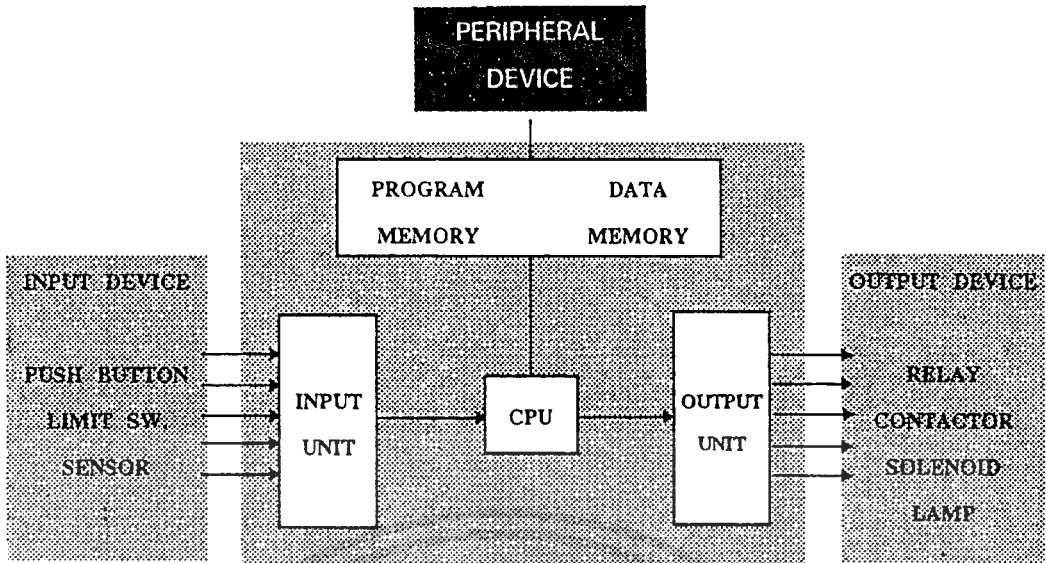 PERIPHERAL
DEVICE
PROGRAM DATA
MEMORY MEMORY
INPUT DEVICE
PUSH BUTTON
LIMIT SW.
SENSOR
INPUT
UNIT
CPU
OUTPUT
UNIT
OUTPUT DEVICE
RELAY
CONTACTOR
SOLENOID
LAMP